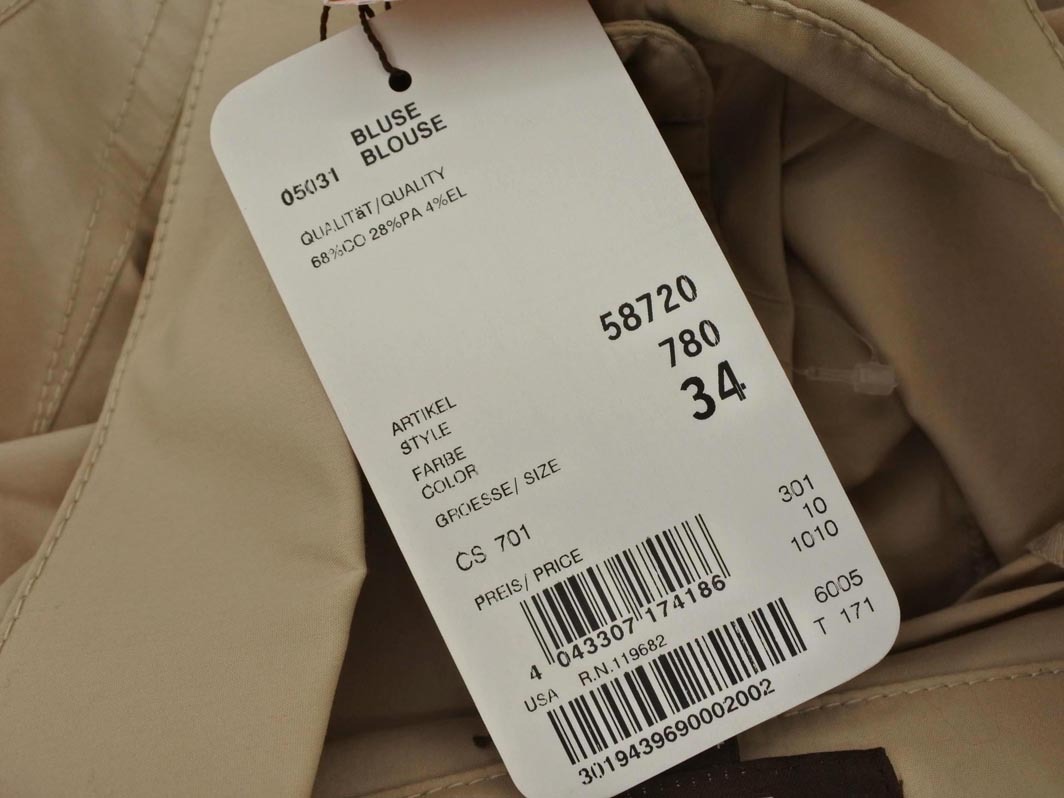 BLUSE
BLOUSE
05031
QUALITäT/QUALITY
68%CO 28%PA 4%EL
58720
780
34
ARTIKEL
STYLE
FARBE
COLOR
GROESSE/ SIZE
CS 701
301
10
1010
PREIS/ PRICE
4 043307 174186
6005
T 171
USA R.N.119682
3019439690002002